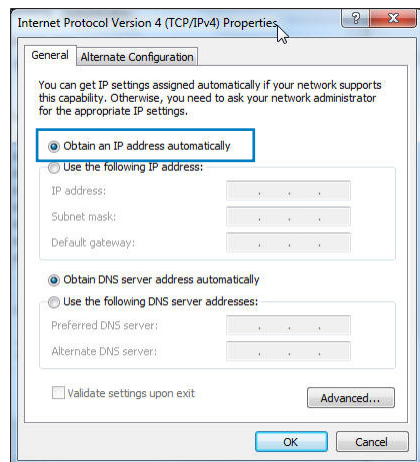 Internet Protocol Version 4 (TCP/IPv4) Properties
General
Alternate Configuration
You can get IP settings assigned automatically if your network supports
this capability. Otherwise, you need to ask your network administrator
for the appropriate IP settings.
Obtain an IP address automatically
Use the following IP address:
IP address:
Subnet mask:
Default gateway:
Obtain DNS server address automatically
Use the following DNS server addresses:
Preferred DNS server:
Alternate DNS server:
Validate settings upon exit
Advanced...
OK
Cancel